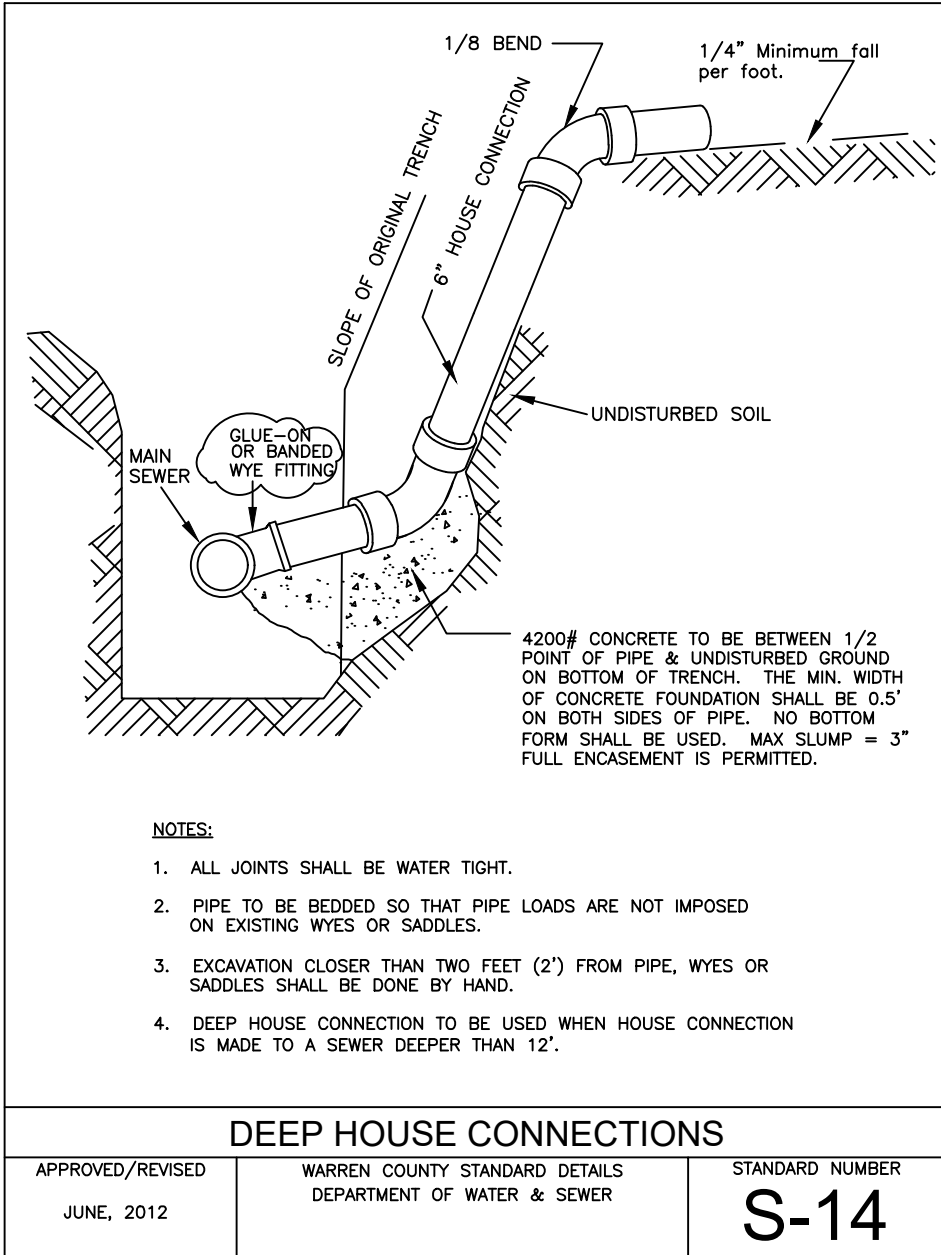 1/8 BEND
1/4" Minimum fall
per foot.
SLOPE OF ORIGINAL TRENCH
6" HOUSE CONNECTION
UNDISTURBED SOIL
GLUE-ON
OR BANDED
WYE FITTING
MAIN
SEWER
4200# CONCRETE TO BE BETWEEN 1/2
POINT OF PIPE & UNDISTURBED GROUND
ON BOTTOM OF TRENCH. THE MIN. WIDTH
OF CONCRETE FOUNDATION SHALL BE 0.5'
ON BOTH SIDES OF PIPE. NO BOTTOM
FORM SHALL BE USED. MAX SLUMP = 3"
FULL ENCASEMENT IS PERMITTED.
NOTES:
1. ALL JOINTS SHALL BE WATER TIGHT.
2. PIPE TO BE BEDDED SO THAT PIPE LOADS ARE NOT IMPOSED
ON EXISTING WYES OR SADDLES.
3. EXCAVATION CLOSER THAN TWO FEET (2') FROM PIPE, WYES OR
SADDLES SHALL BE DONE BY HAND.
4. DEEP HOUSE CONNECTION TO BE USED WHEN HOUSE CONNECTION
IS MADE TO A SEWER DEEPER THAN 12'.
DEEP HOUSE CONNECTIONS
APPROVED/REVISED
JUNE, 2012
WARREN COUNTY STANDARD DETAILS
DEPARTMENT OF WATER & SEWER
STANDARD NUMBER
S-14